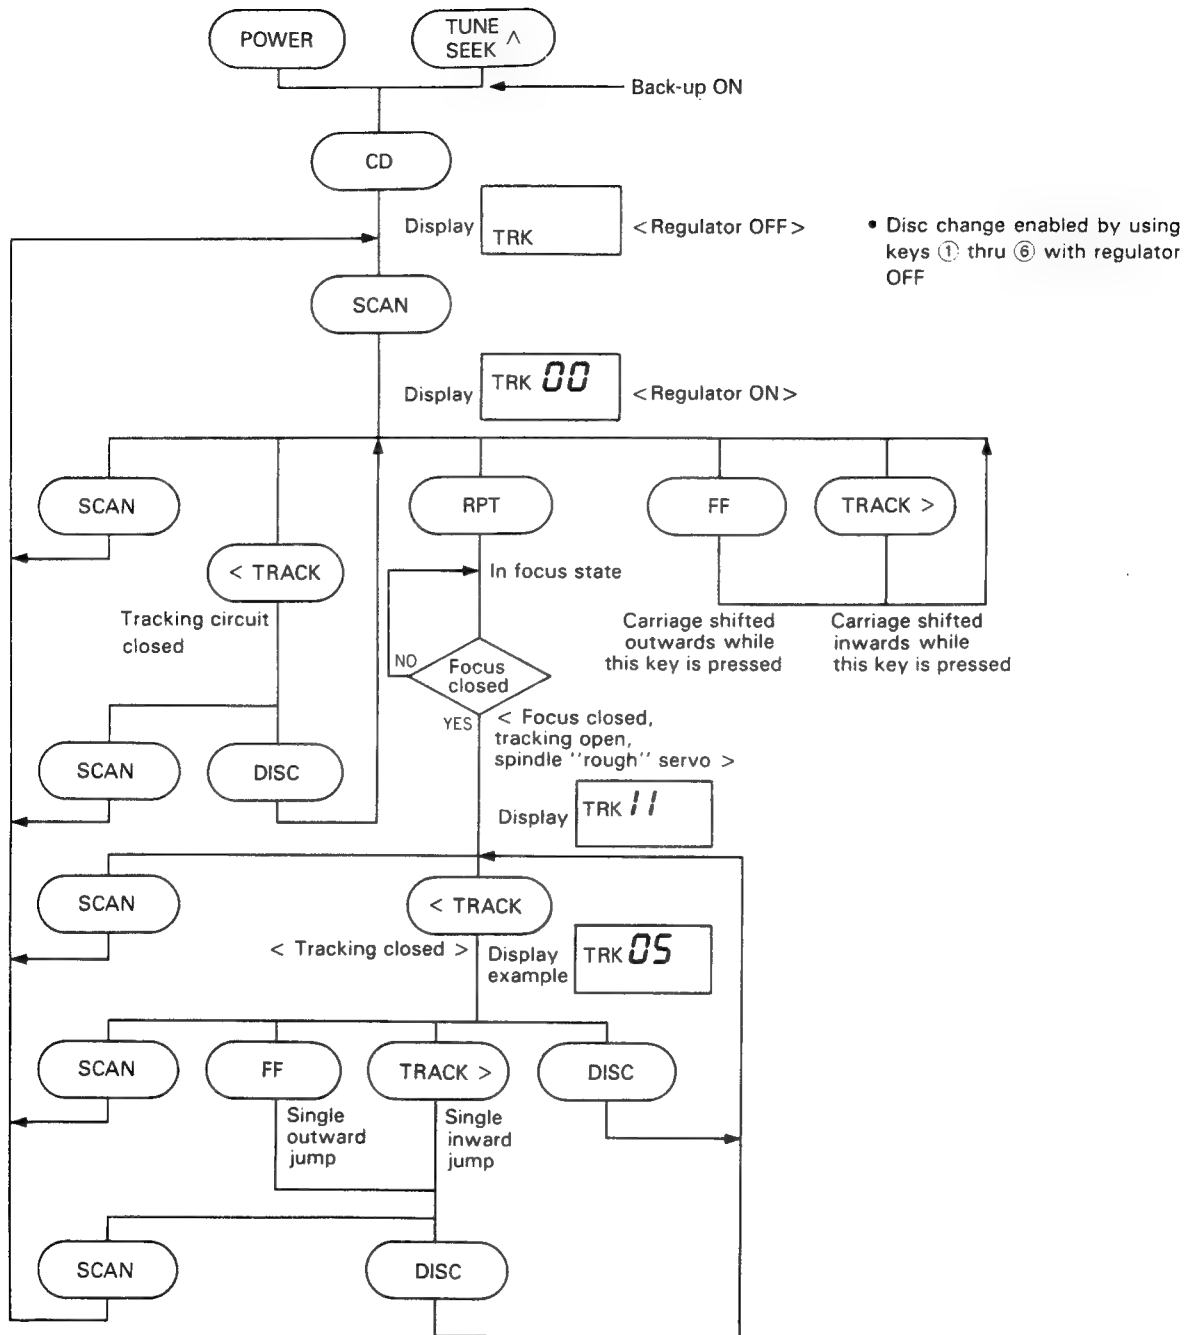 POWER
TUNE
SEEK ∧
Back-up ON
CD
Display
TRK
<Regulator OFF>
• Disc change enabled by using
keys ① thru ⑥ with regulator
OFF
SCAN
Display
TRK 00
<Regulator ON>
SCAN
< TRACK
RPT
FF
TRACK >
In focus state
Tracking circuit
closed
Carriage shifted
outwards while
this key is pressed
Carriage shifted
inwards while
this key is pressed
NO
Focus
closed
YES
< Focus closed,
tracking open,
spindle "rough" servo >
SCAN
DISC
Display
TRK 11
SCAN
< TRACK
< Tracking closed >
Display
example
TRK 05
SCAN
FF
TRACK >
DISC
Single
outward
jump
Single
inward
jump
SCAN
DISC